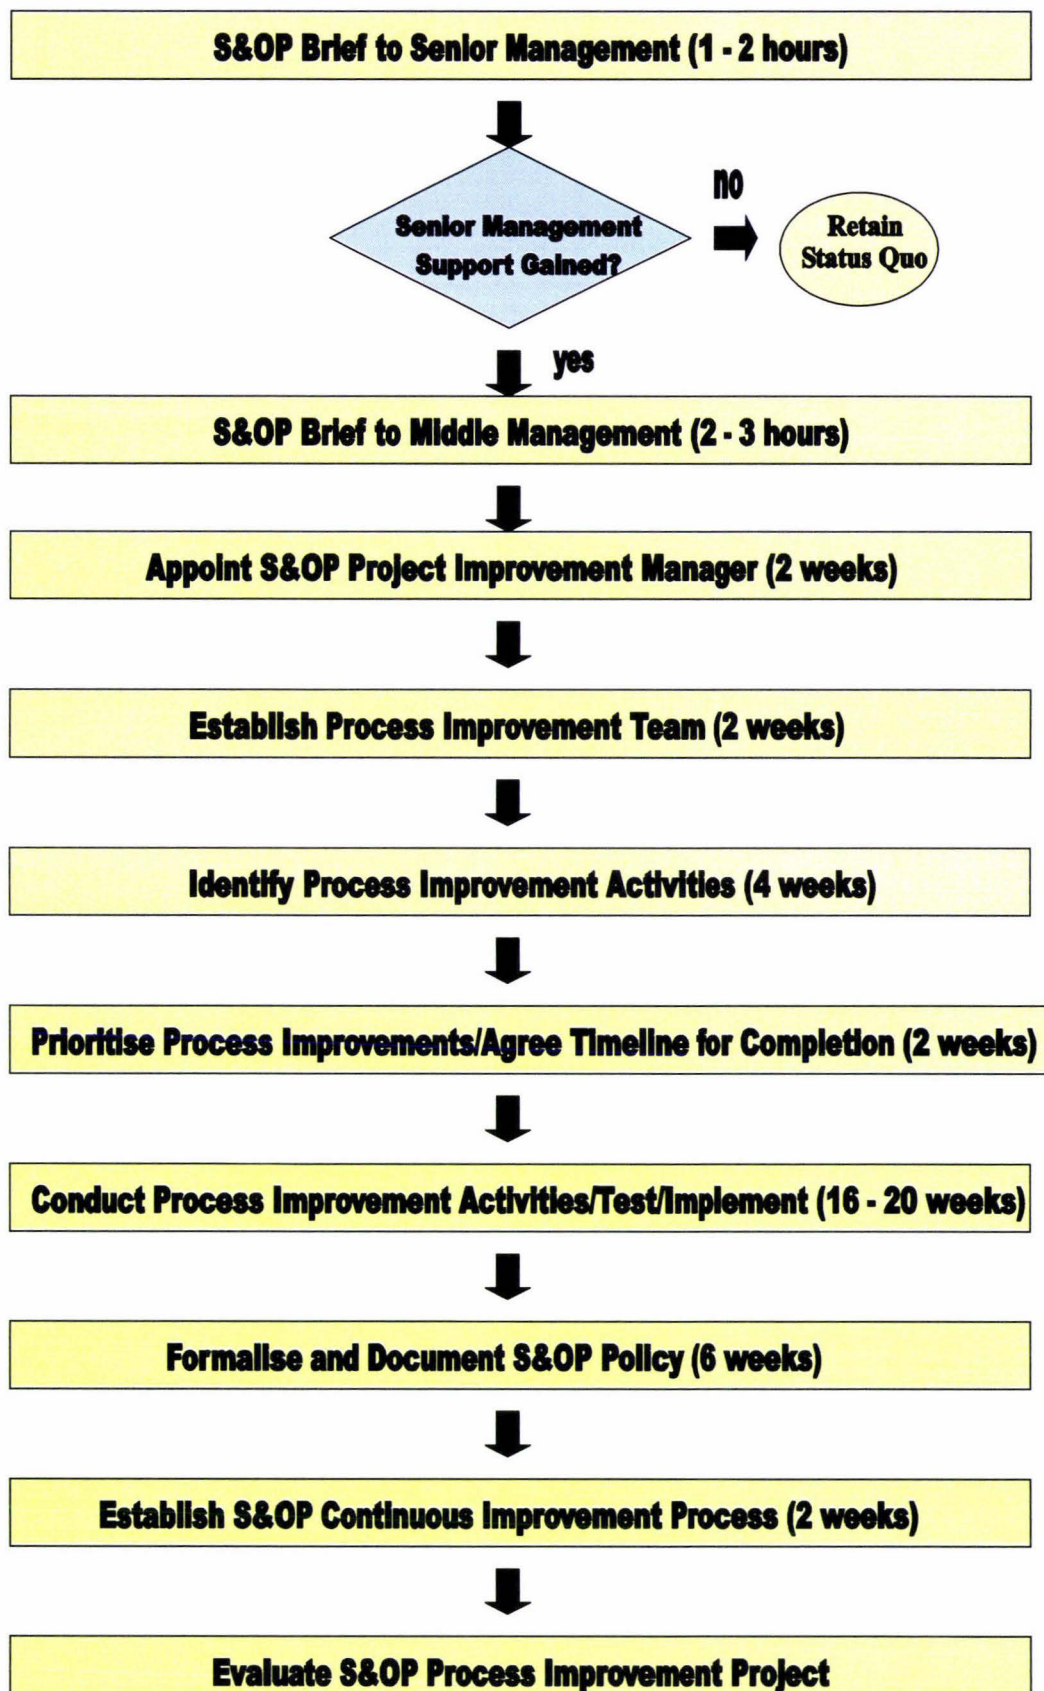 S&OP Brief to Senior Management (1 - 2 hours)
Senior Management
Support Gained?
no
Retain
Status Quo
yes
S&OP Brief to Middle Management (2 - 3 hours)
Appoint S&OP Project Improvement Manager (2 weeks)
Establish Process Improvement Team (2 weeks)
Identify Process Improvement Activities (4 weeks)
Prioritise Process Improvements/Agree Timeline for Completion (2 weeks)
Conduct Process Improvement Activities/Test/Implement (16 - 20 weeks)
Formalise and Document S&OP Policy (6 weeks)
Establish S&OP Continuous Improvement Process (2 weeks)
Evaluate S&OP Process Improvement Project